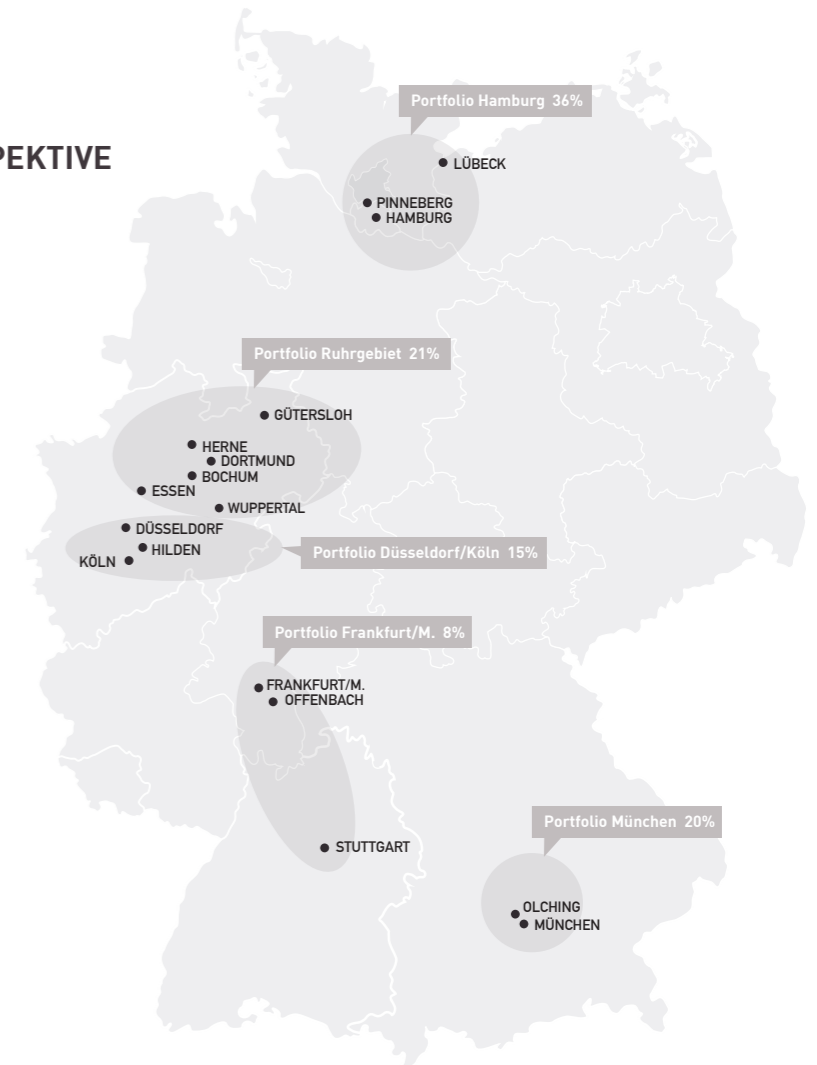 PEKTIVE
Portfolio Hamburg 36%
LÜBECK
PINNEBERG
HAMBURG
Portfolio Ruhrgebiet 21%
GÜTERSLOH
HERNE
DORTMUND
BOCHUM
ESSEN
WUPPERTAL
DÜSSELDORF
HILDEN
KÖLN
Portfolio Düsseldorf/Köln 15%
Portfolio Frankfurt/M. 8%
FRANKFURT/M.
OFFENBACH
STUTTGART
Portfolio München 20%
OLCHING
MÜNCHEN